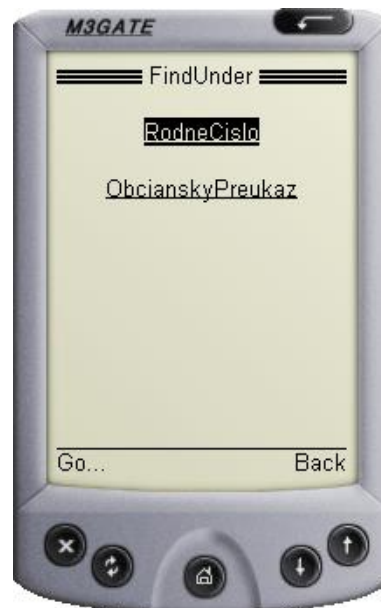 M3GATE
FindUnder
RodneCislo
ObcianskyPreukaz
Go... Back